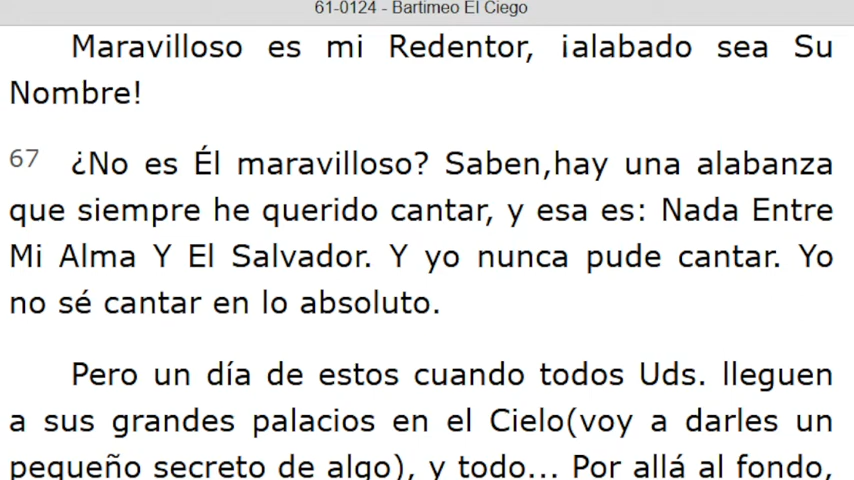 61-0124 - Bartimeo El Ciego
Maravilloso es mi Redentor, ¡alabado sea Su
Nombre!
67 ¿No es Él maravilloso? Saben,hay una alabanza
que siempre he querido cantar, y esa es: Nada Entre
Mi Alma Y El Salvador. Y yo nunca pude cantar. Yo
no sé cantar en lo absoluto.
Pero un día de estos cuando todos Uds. lleguen
a sus grandes palacios en el Cielo(voy a darles un
pequeño secreto de algo), y todo... Por allá al fondo,